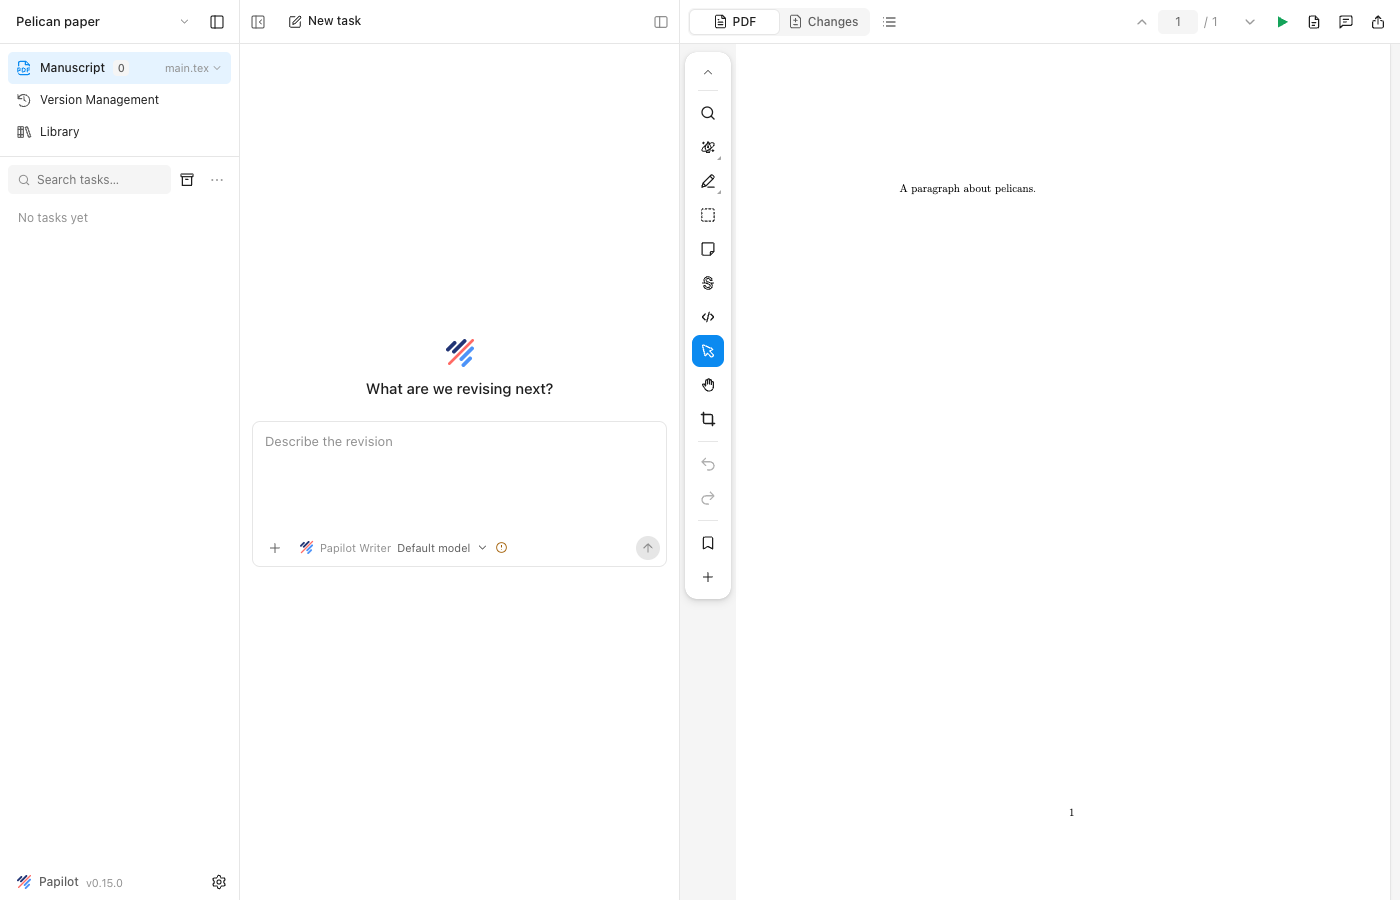 Pelican paper
New task
PDF
Changes
1 / 1
Manuscript 0 main.tex
Version Management
Library
Search tasks...
No tasks yet
A paragraph about pelicans.
What are we revising next?
Describe the revision
Papilot Writer Default model
1
Papilot v0.15.0